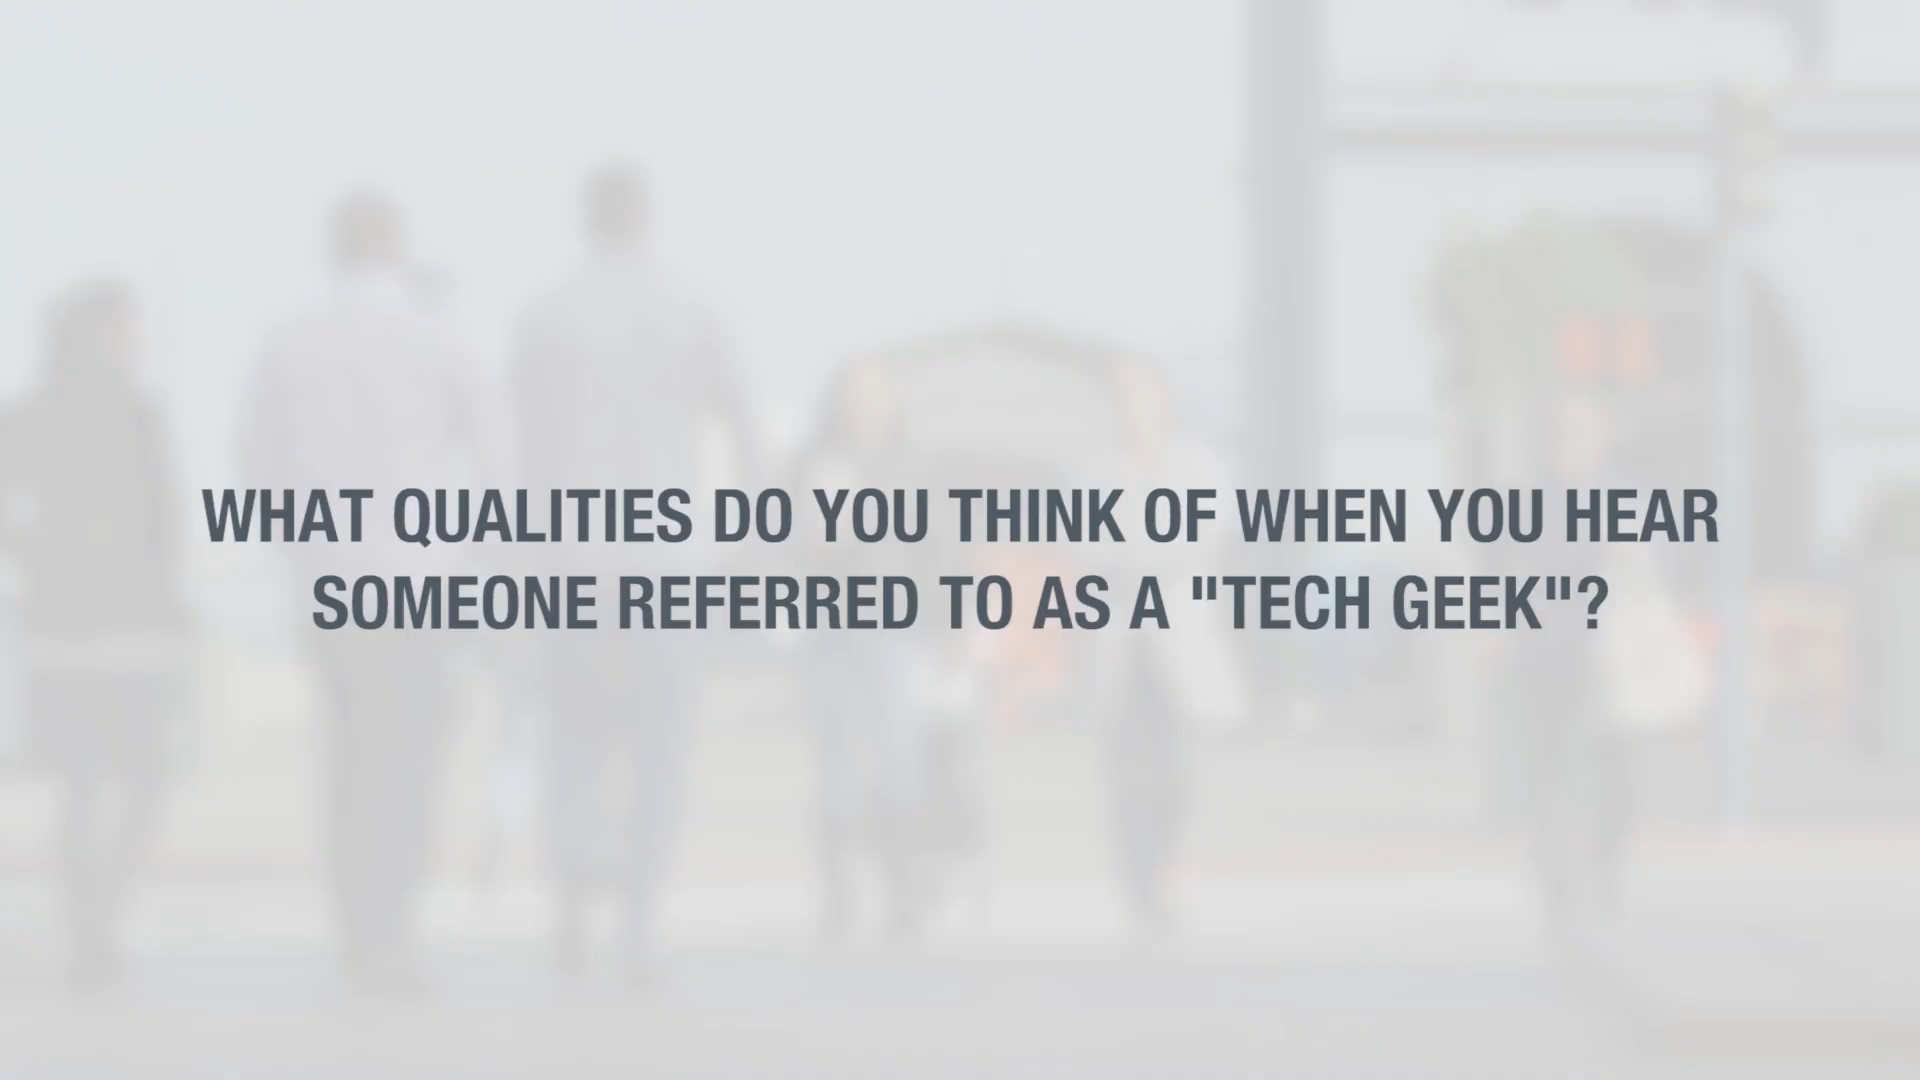 WHAT QUALITIES DO YOU THINK OF WHEN YOU HEAR
SOMEONE REFERRED TO AS A "TECH GEEK"?